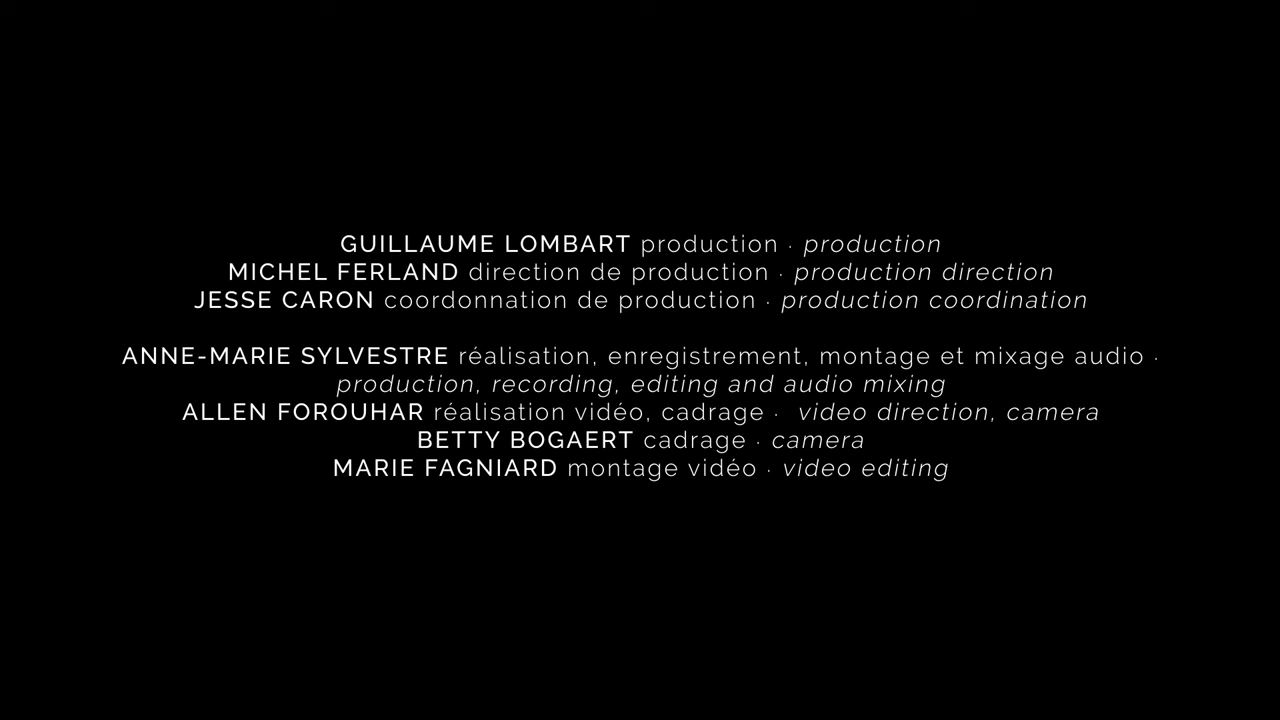 GUILLAUME LOMBART production · production
MICHEL FERLAND direction de production · production direction
JESSE CARON coordonnation de production · production coordination
ANNE-MARIE SYLVESTRE réalisation, enregistrement, montage et mixage audio ·
production, recording, editing and audio mixing
ALLEN FOROUHAR réalisation vidéo, cadrage · video direction, camera
BETTY BOGAERT cadrage · camera
MARIE FAGNIARD montage vidéo · video editing